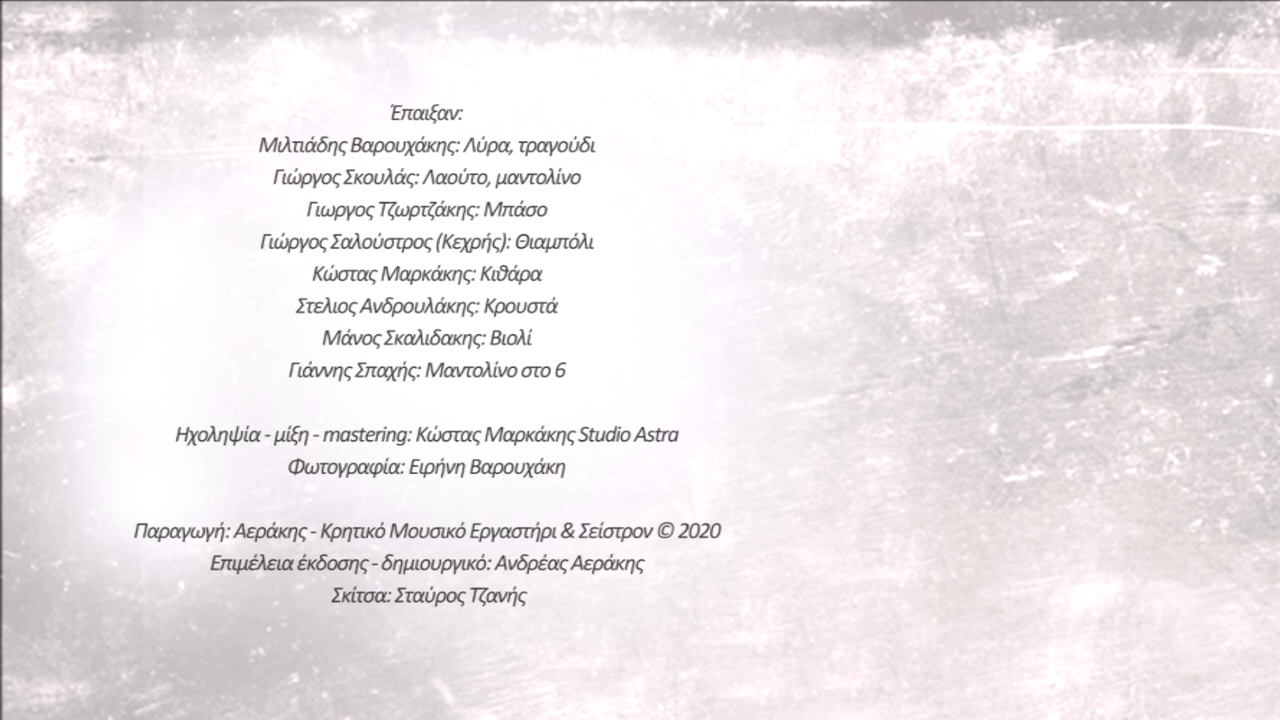 Έπαιξαν:
Μιλτιάδης Βαρουχάκης: Λύρα, τραγούδι
Γιώργος Σκουλάς: Λαούτο, μαντολίνο
Γιωργος Τζωρτζάκης: Μπάσο
Γιώργος Σαλούστρος (Κεχρής): Θιαμπόλι
Κώστας Μαρκάκης: Κιθάρα
Στελιος Ανδρουλάκης: Κρουστά
Μάνος Σκαλιδακης: Βιολί
Γιάννης Σπαχής: Μαντολίνο στο 6
Ηχοληψία - μίξη - mastering: Κώστας Μαρκάκης Studio Astra
Φωτογραφία: Ειρήνη Βαρουχάκη
Παραγωγή: Αεράκης - Κρητικό Μουσικό Εργαστήρι & Σείστρον © 2020
Επιμέλεια έκδοσης - δημιουργικό: Ανδρέας Αεράκης
Σκίτσα: Σταύρος Τζανής